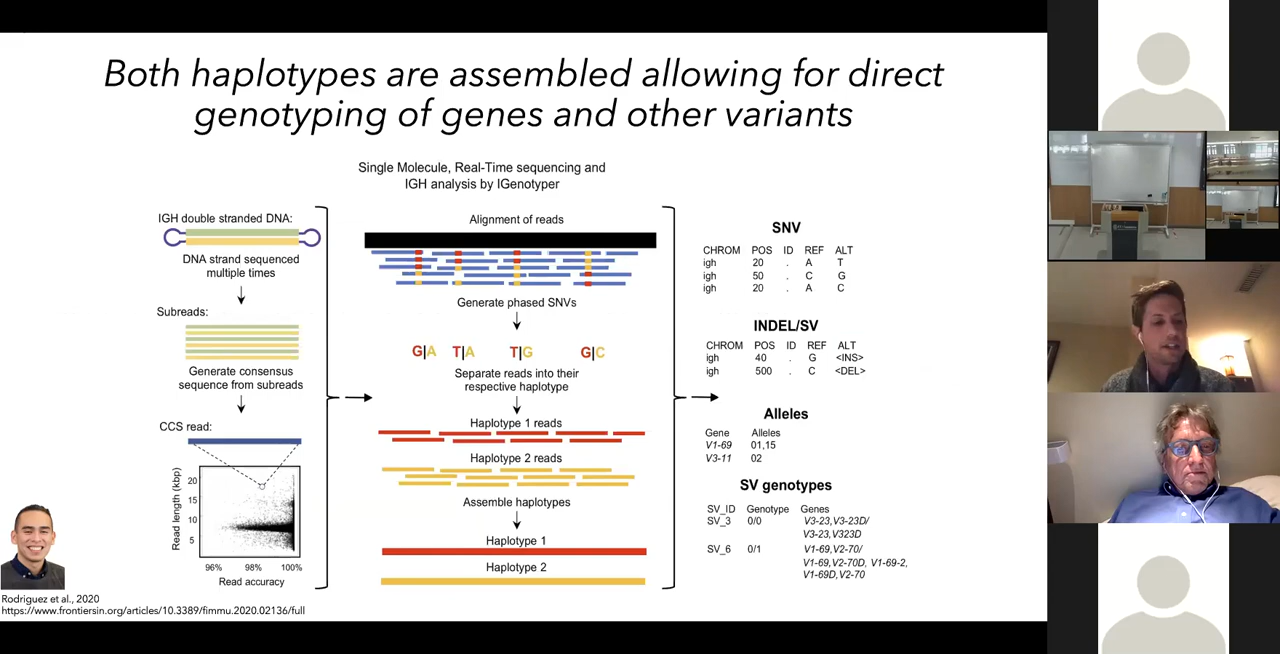 Both haplotypes are assembled allowing for direct
genotyping of genes and other variants
Single Molecule, Real-Time sequencing and
IGH analysis by IGenotyper
IGH double stranded DNA:
DNA strand sequenced
multiple times
Subreads:
Generate consensus
sequence from subreads
CCS read:
Read length (kbp)
20
15
10
5
96% 98% 100%
Read accuracy
Alignment of reads
Generate phased SNVs
G|A T|A T|G G|C
Separate reads into their
respective haplotype
Haplotype 1 reads
Haplotype 2 reads
Assemble haplotypes
Haplotype 1
Haplotype 2
SNV
CHROM POS ID REF ALT
igh 20 . A T
igh 50 . C G
igh 20 . A C
INDEL/SV
CHROM POS ID REF ALT
igh 40 . G <INS>
igh 500 . C <DEL>
Alleles
Gene Alleles
V1-69 01,15
V3-11 02
SV genotypes
SV_ID Genotype Genes
SV_3 0/0 V3-23,V3-23D/
V3-23,V323D
SV_6 0/1 V1-69,V2-70/
V1-69,V2-70D, V1-69-2,
V1-69D,V2-70
Rodriguez et al., 2020
https://www.frontiersin.org/articles/10.3389/fimmu.2020.02136/full